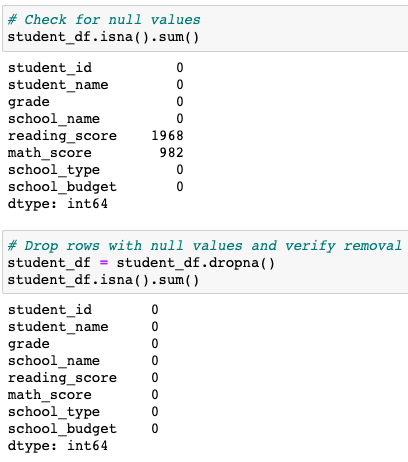 # Check for null values
student_df.isna().sum()
student_id           0
student_name         0
grade                0
school_name          0
reading_score     1968
math_score         982
school_type          0
school_budget        0
dtype: int64
# Drop rows with null values and verify removal
student_df = student_df.dropna()
student_df.isna().sum()
student_id        0
student_name      0
grade             0
school_name       0
reading_score     0
math_score        0
school_type       0
school_budget     0
dtype: int64